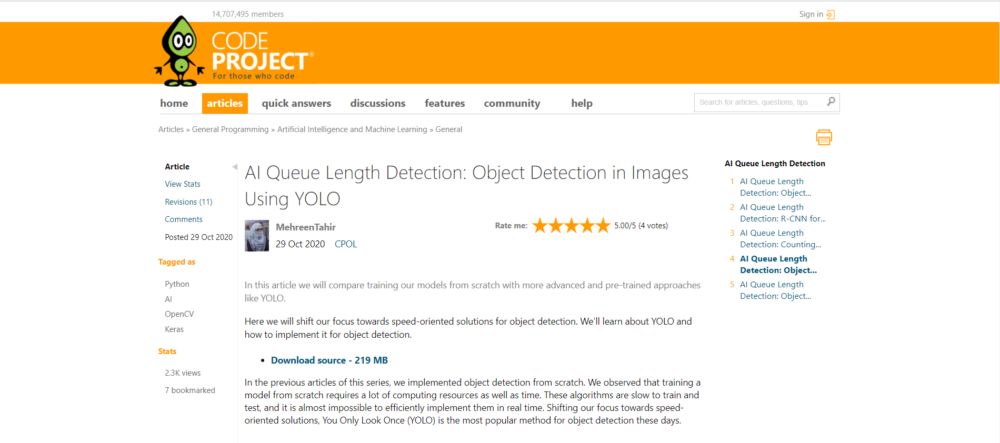 14,707,495 members
Sign in
CODE
PROJECT®
For those who code
home articles quick answers discussions features community help
Search for articles, questions, tips
Articles » General Programming » Artificial Intelligence and Machine Learning » General
Article
View Stats
Revisions (11)
Comments
Posted 29 Oct 2020
Tagged as
Python
AI
OpenCV
Keras
Stats
2.3K views
7 bookmarked
AI Queue Length Detection: Object Detection in Images
Using YOLO
MehreenTahir
29 Oct 2020 CPOL
Rate me: 5.00/5 (4 votes)
In this article we will compare training our models from scratch with more advanced and pre-trained approaches
like YOLO.
Here we will shift our focus towards speed-oriented solutions for object detection. We’ll learn about YOLO and
how to implement it for object detection.
• Download source - 219 MB
In the previous articles of this series, we implemented object detection from scratch. We observed that training a
model from scratch requires a lot of computing resources as well as time. These algorithms are slow to train and
test, and it is almost impossible to efficiently implement them in real time. Shifting our focus towards speed-
oriented solutions, You Only Look Once (YOLO) is the most popular method for object detection these days.
AI Queue Length Detection
1 AI Queue Length
Detection: Object...
2 AI Queue Length
Detection: R-CNN for...
3 AI Queue Length
Detection: Counting...
4 AI Queue Length
Detection: Object...
5 AI Queue Length
Detection: Object...